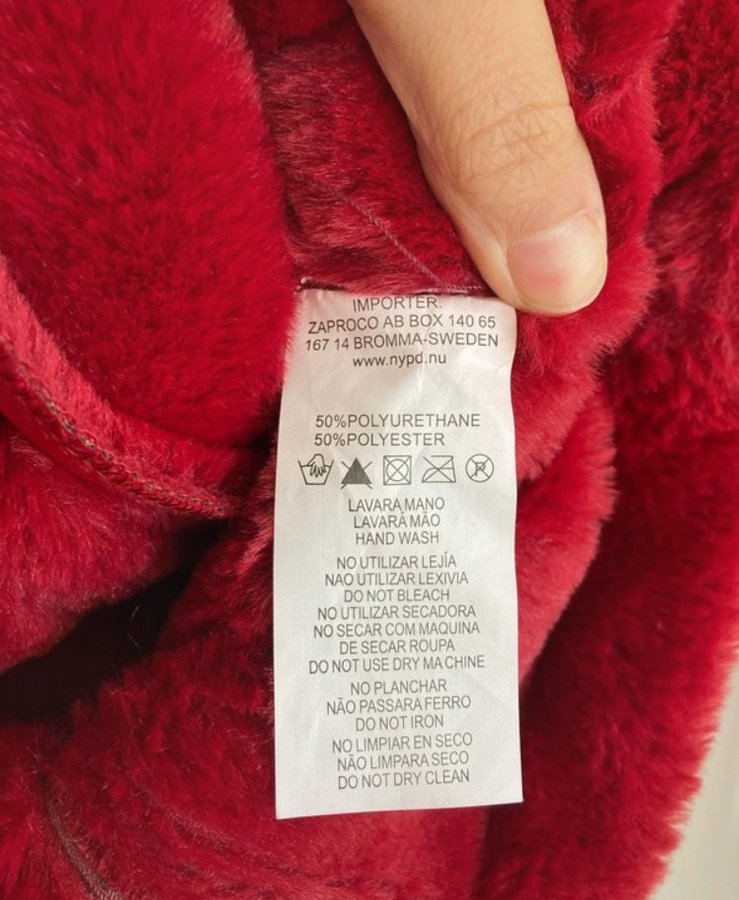 IMPORTER.
ZAPROCO AB BOX 140 65
167 14 BROMMA-SWEDEN
www.nypd.nu
50%POLYURETHANE
50%POLYESTER
P
LAVARA MANO
LAVARÂ MÃO
HAND WASH
NO UTILIZAR LEJÍA
NAO UTILIZAR LEXIVIA
DO NOT BLEACH
NO UTILIZAR SECADORA
NO SECAR COM MAQUINA
DE SECAR ROUPA
DO NOT USE DRY MACHINE
NO PLANCHAR
NÃO PASSARA FERRO
DO NOT IRON
NO LIMPIAR EN SECO
NÃO LIMPARA SECO
DO NOT DRY CLEAN